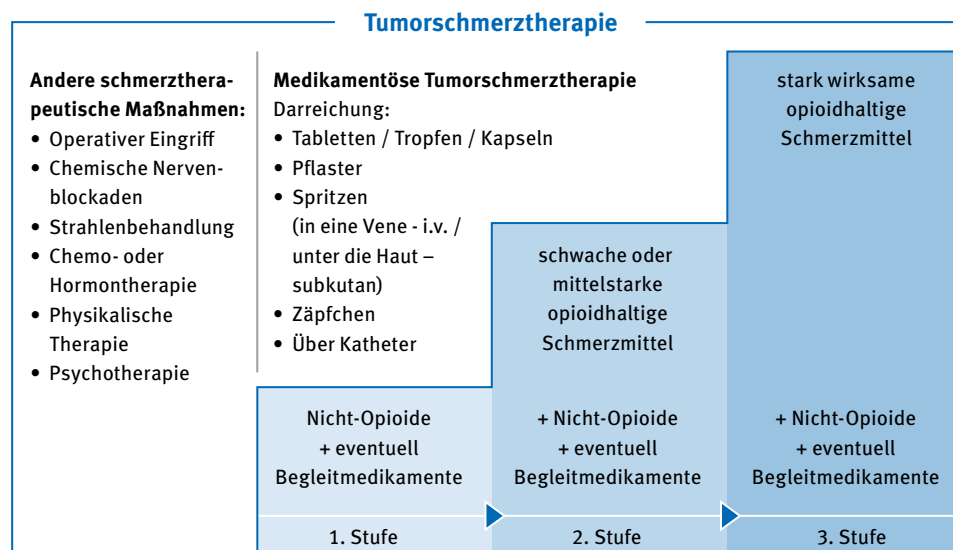 Tumorschmerztherapie
Andere schmerzthera-
peutische Maßnahmen:
• Operativer Eingriff
• Chemische Nerven-
blockaden
• Strahlenbehandlung
• Chemo- oder
Hormontherapie
• Physikalische
Therapie
• Psychotherapie
Medikamentöse Tumorschmerztherapie
Darreichung:
• Tabletten / Tropfen / Kapseln
• Pflaster
• Spritzen
(in eine Vene - i.v. /
unter die Haut –
subkutan)
• Zäpfchen
• Über Katheter
Nicht-Opioide
+ eventuell
Begleitmedikamente
1. Stufe
schwache oder
mittelstarke
opioidhaltige
Schmerzmittel
+ Nicht-Opioide
+ eventuell
Begleitmedikamente
2. Stufe
stark wirksame
opioidhaltige
Schmerzmittel
+ Nicht-Opioide
+ eventuell
Begleitmedikamente
3. Stufe